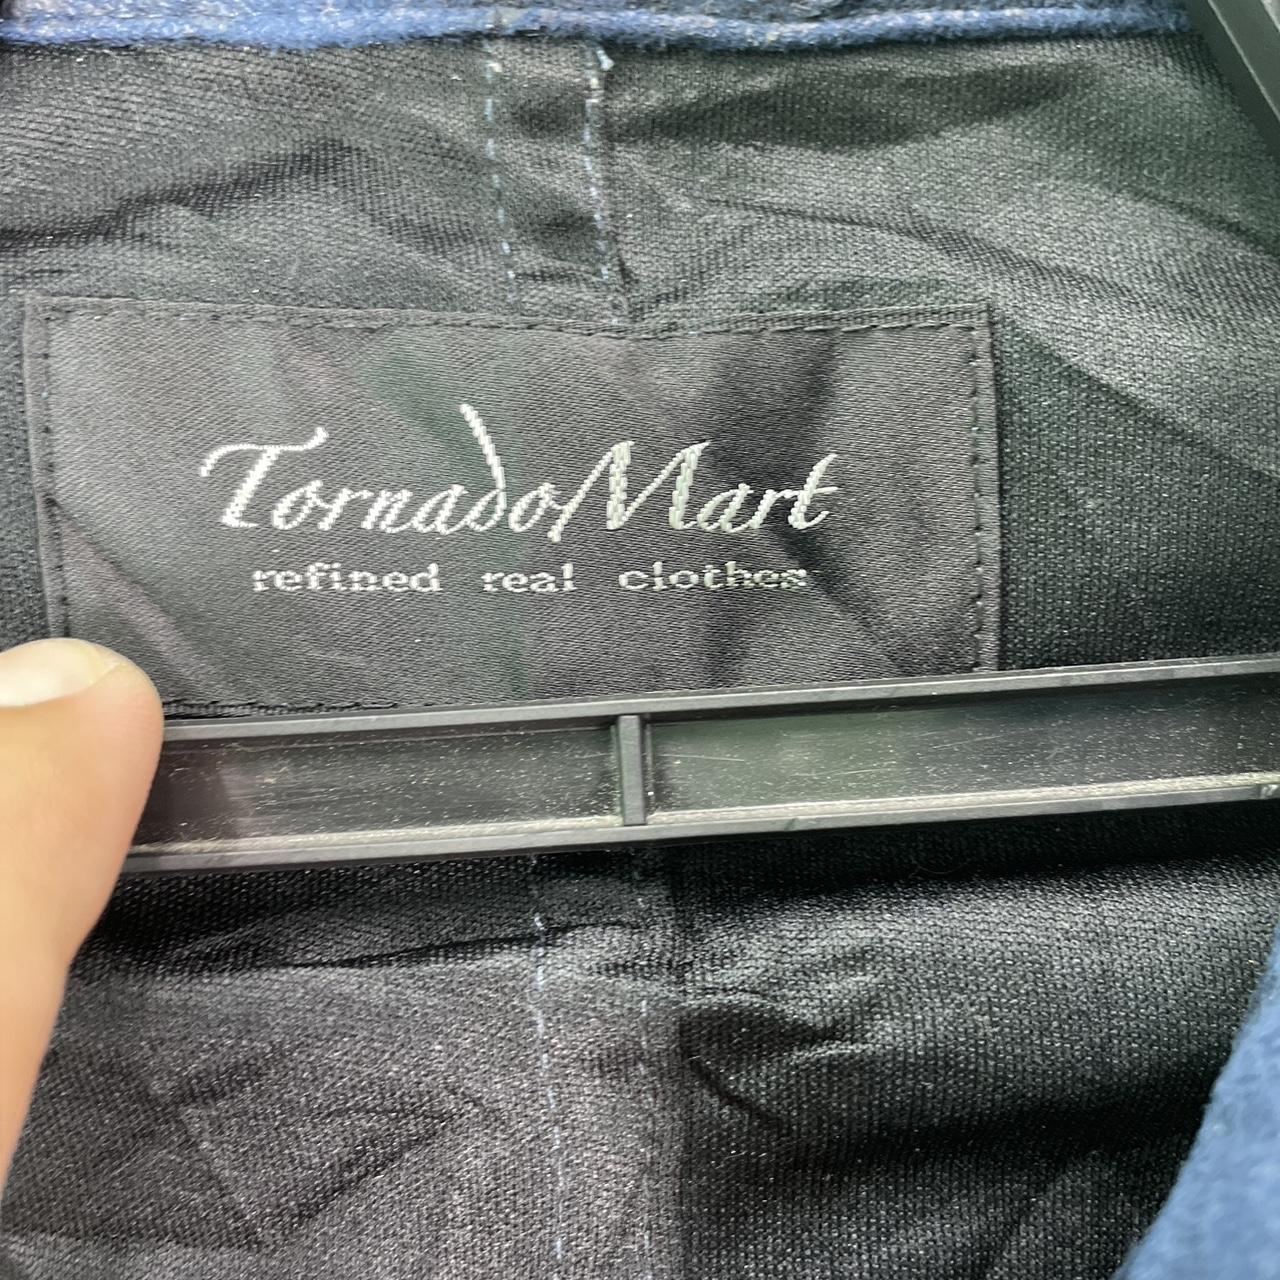 TornadoMart
refined real clothes